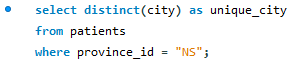 select distinct(city) as unique_city
from patients
where province_id = "NS";